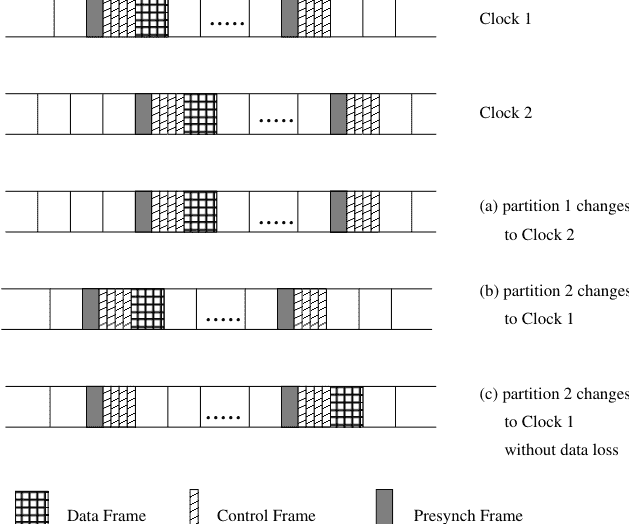 Clock 1
.....
Clock 2
.....
(a) partition 1 changes
to Clock 2
.....
(b) partition 2 changes
to Clock 1
.....
(c) partition 2 changes
to Clock 1
.....
without data loss
Data Frame Control Frame Presynch Frame